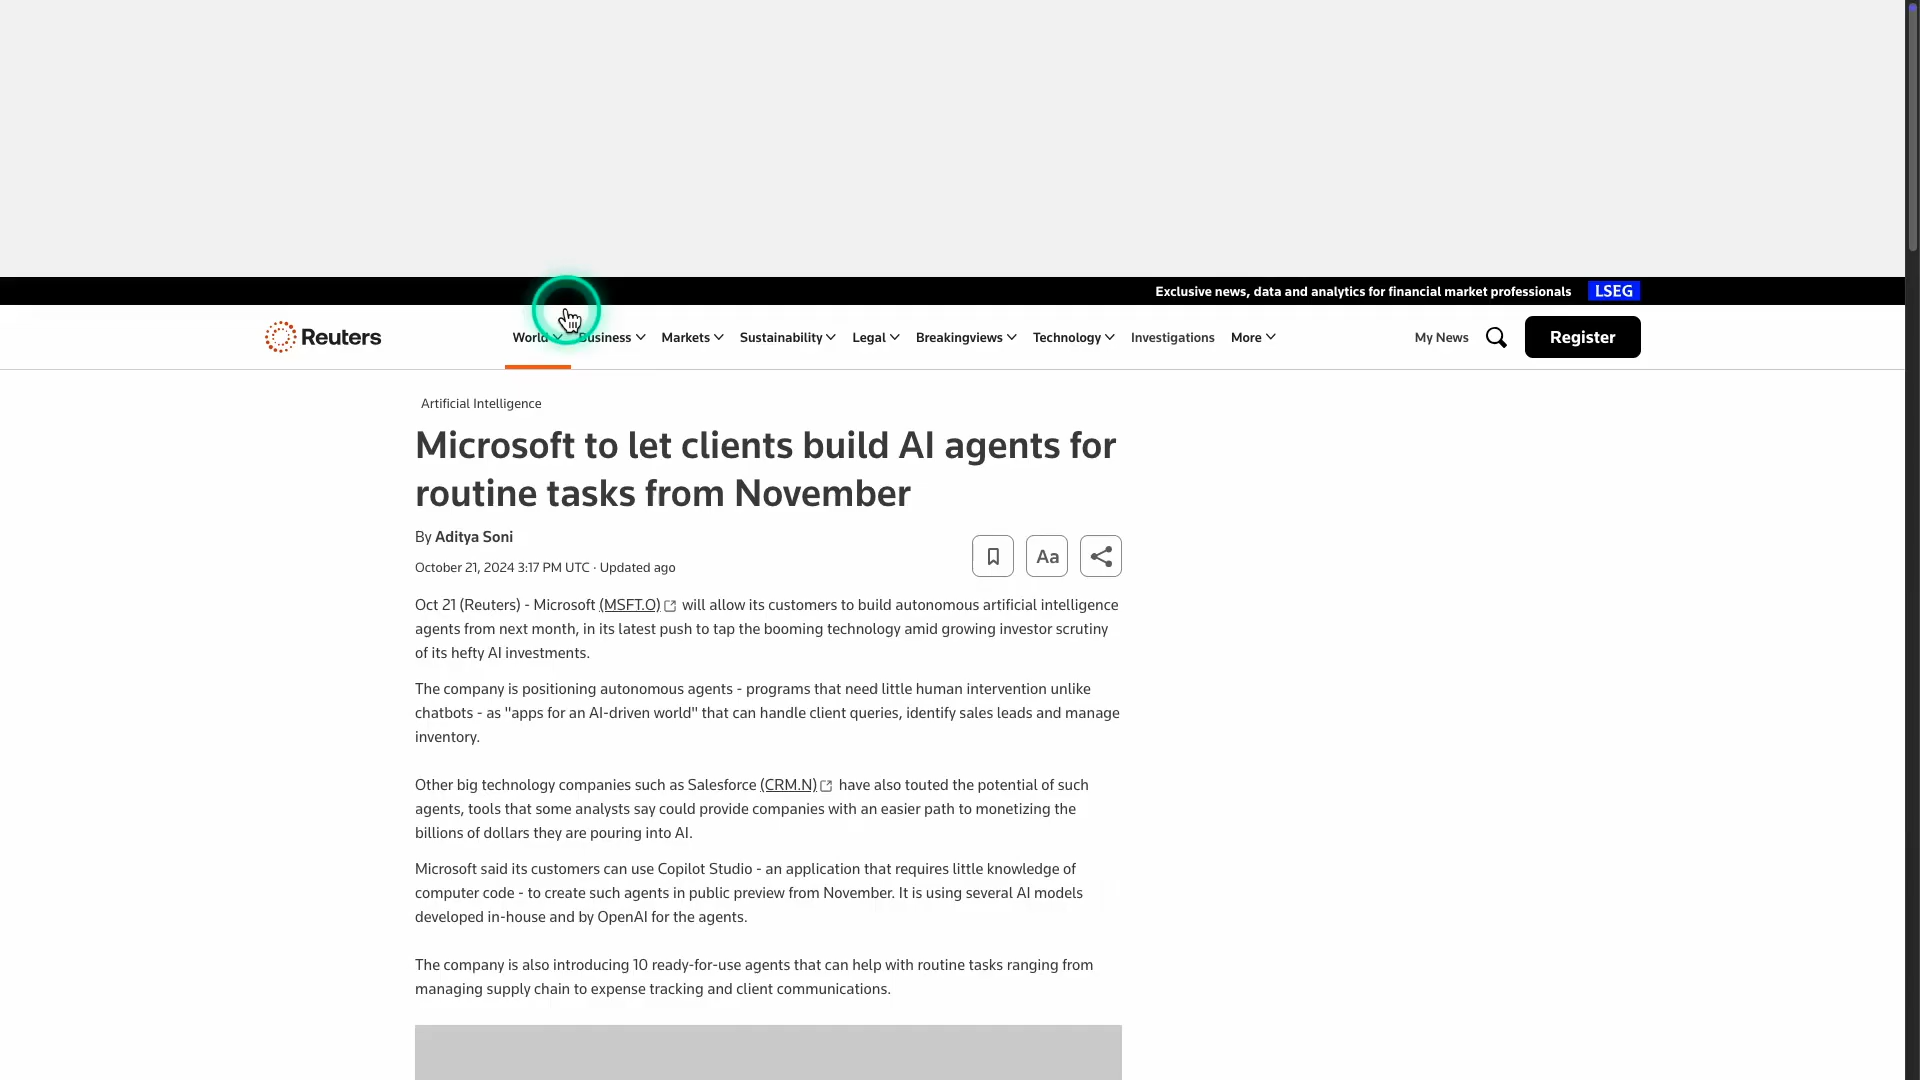 Exclusive news, data and analytics for financial market professionals LSEG
Reuters World Business Markets Sustainability Legal Breakingviews Technology Investigations More My News Register
Artificial Intelligence
Microsoft to let clients build AI agents for
routine tasks from November
By Aditya Soni
October 21, 2024 3:17 PM UTC · Updated ago
Aa
Oct 21 (Reuters) - Microsoft (MSFT.O) will allow its customers to build autonomous artificial intelligence
agents from next month, in its latest push to tap the booming technology amid growing investor scrutiny
of its hefty AI investments.
The company is positioning autonomous agents - programs that need little human intervention unlike
chatbots - as "apps for an AI-driven world" that can handle client queries, identify sales leads and manage
inventory.
Other big technology companies such as Salesforce (CRM.N) have also touted the potential of such
agents, tools that some analysts say could provide companies with an easier path to monetizing the
billions of dollars they are pouring into AI.
Microsoft said its customers can use Copilot Studio - an application that requires little knowledge of
computer code - to create such agents in public preview from November. It is using several AI models
developed in-house and by OpenAI for the agents.
The company is also introducing 10 ready-for-use agents that can help with routine tasks ranging from
managing supply chain to expense tracking and client communications.